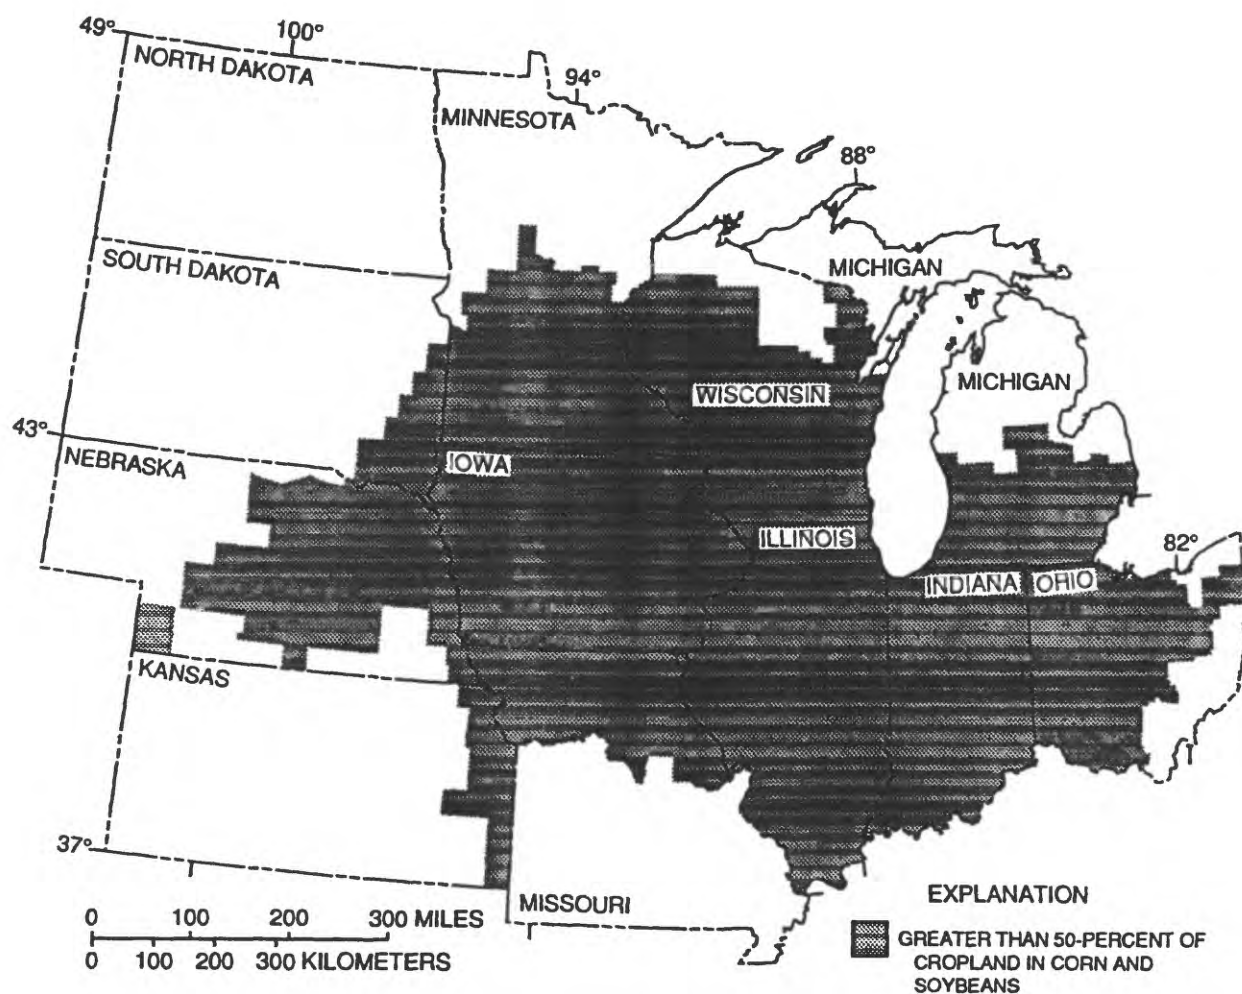 49°
100°
NORTH DAKOTA
94°
MINNESOTA
88°
SOUTH DAKOTA
MICHIGAN
WISCONSIN
MICHIGAN
43°
NEBRASKA
IOWA
ILLINOIS
82°
INDIANA
OHIO
KANSAS
37°
MISSOURI
0 100 200 300 MILES
0 100 200 300 KILOMETERS
EXPLANATION
GREATER THAN 50-PERCENT OF
CROPLAND IN CORN AND
SOYBEANS